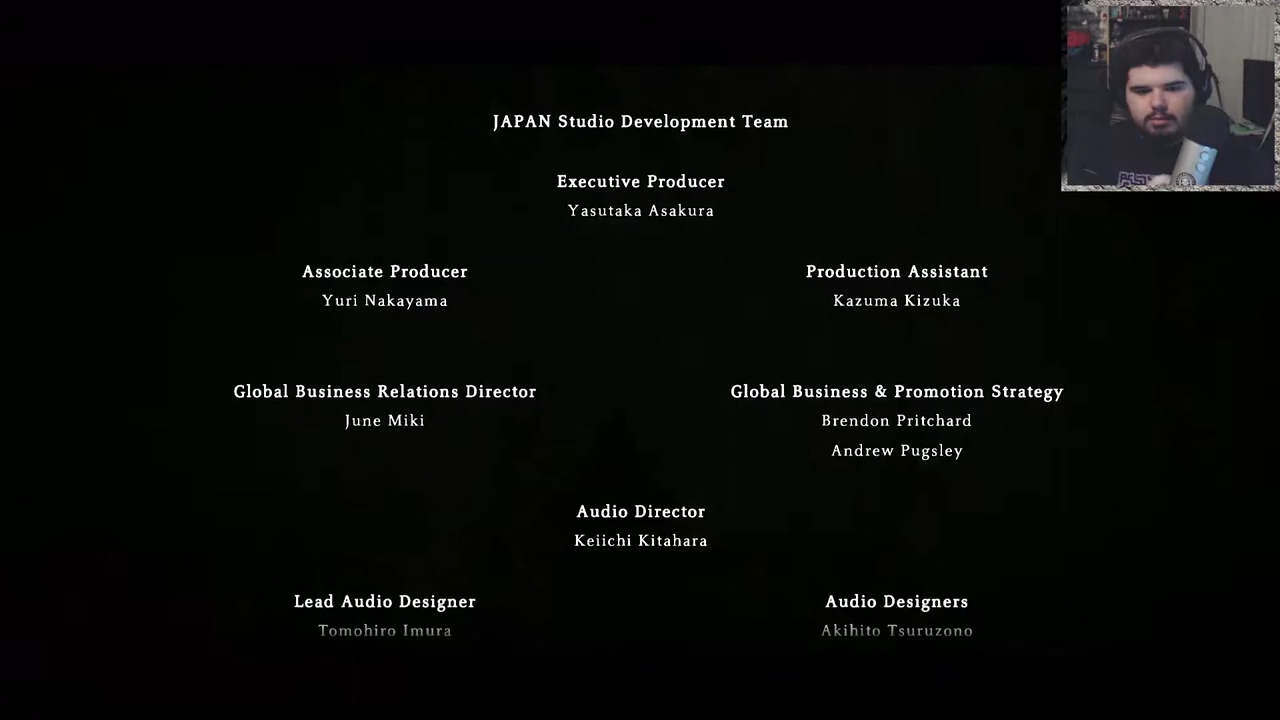 JAPAN Studio Development Team
Executive Producer
Yasutaka Asakura
Associate Producer
Yuri Nakayama
Production Assistant
Kazuma Kizuka
Global Business Relations Director
June Miki
Global Business & Promotion Strategy
Brendon Pritchard
Andrew Pugsley
Audio Director
Keiichi Kitahara
Lead Audio Designer
Tomohiro Imura
Audio Designers
Akihito Tsuruzono